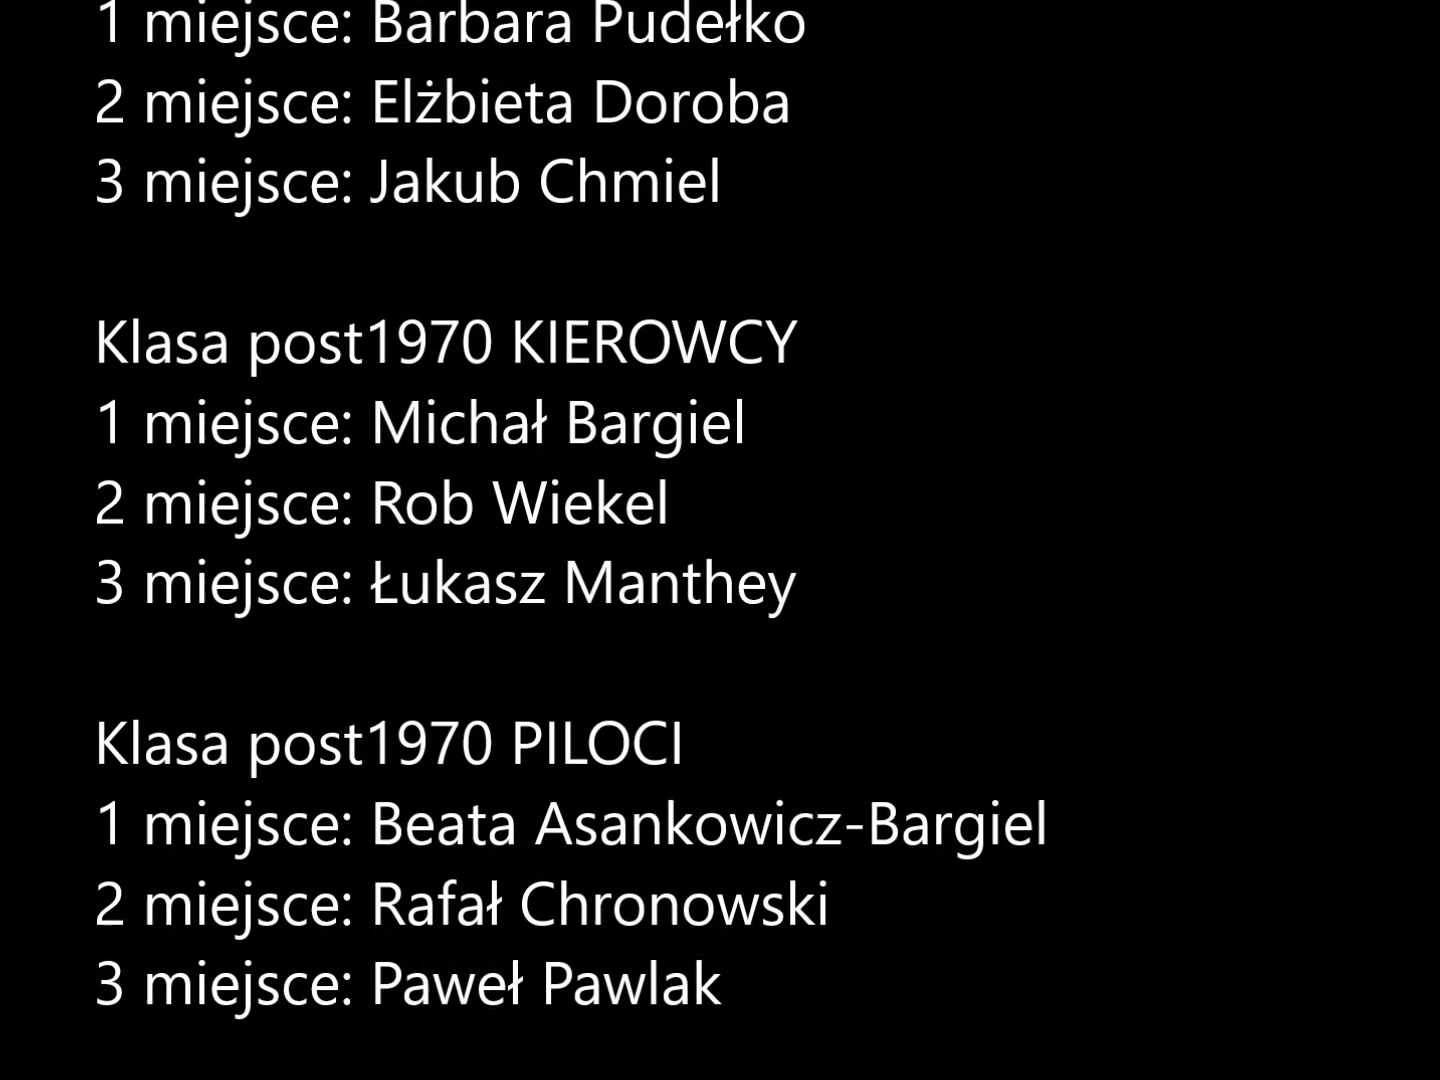 1 miejsce: Barbara Pudełko
2 miejsce: Elżbieta Doroba
3 miejsce: Jakub Chmiel
Klasa post1970 KIEROWCY
1 miejsce: Michał Bargiel
2 miejsce: Rob Wiekel
3 miejsce: Łukasz Manthey
Klasa post1970 PILOCI
1 miejsce: Beata Asankowicz-Bargiel
2 miejsce: Rafał Chronowski
3 miejsce: Paweł Pawlak